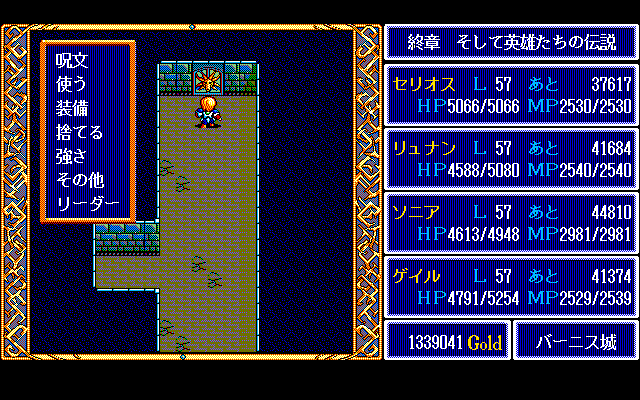 呪文
使う
装備
捨てる
強さ
その他
リーダー
終章　そして英雄たちの伝説
セリオス L 57 あと 37617
HP5066/5066 MP2530/2530
リュナン L 57 あと 41684
HP4588/5080 MP2540/2540
ソニア L 57 あと 44810
HP4613/4948 MP2981/2981
ゲイル L 57 あと 41374
HP4791/5254 MP2529/2539
1339041 Gold
バーニス城